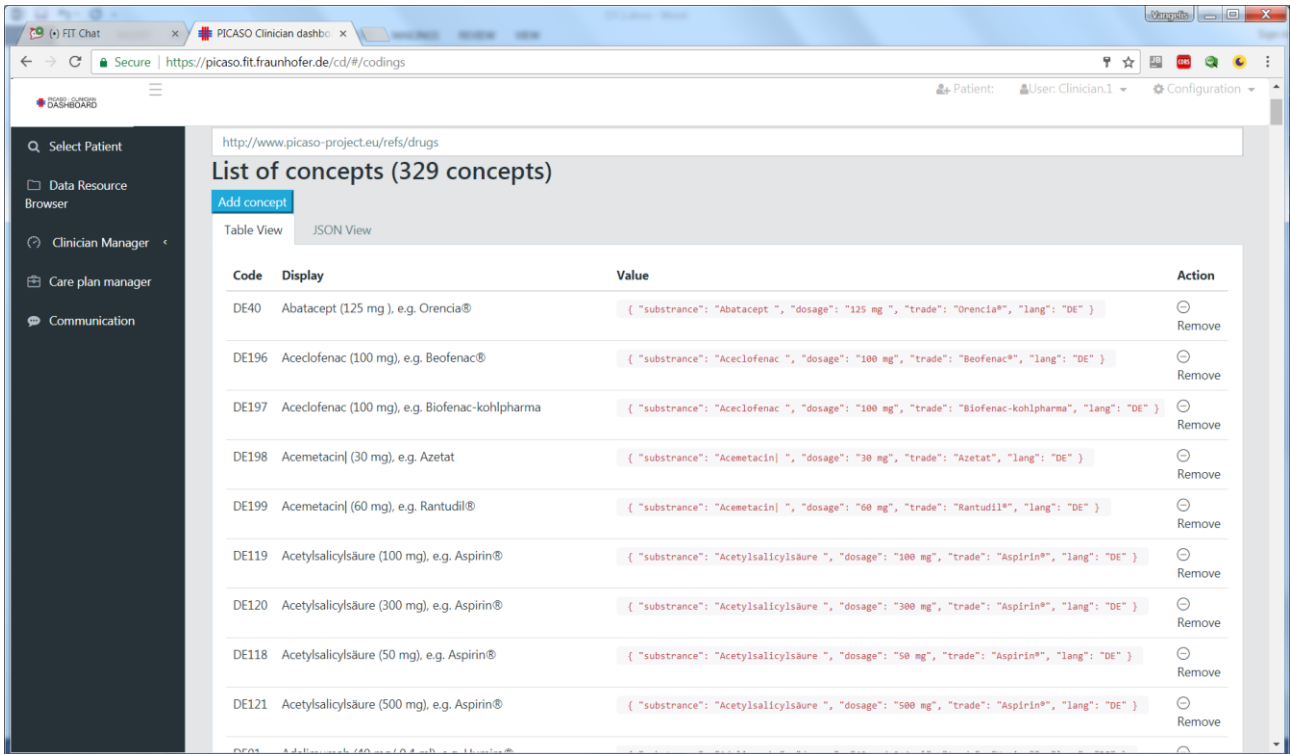 Vangelis
(•) FIT Chat
PICASO Clinician dashbo
REVIEW VIEW
Secure | https://picaso.fit.fraunhofer.de/cd/#/codings
PICASO - CLINICIAN
DASHBOARD
Patient: User: Clinician.1 Configuration
Select Patient
Data Resource
Browser
Clinician Manager
Care plan manager
Communication
http://www.picaso-project.eu/refs/drugs
List of concepts (329 concepts)
Add concept
Table View JSON View
Code Display Value Action
DE40 Abatacept (125 mg ), e.g. Orencia® { "substrance": "Abatacept ", "dosage": "125 mg ", "trade": "Orencia®", "lang": "DE" } Remove
DE196 Aceclofenac (100 mg), e.g. Beofenac® { "substrance": "Aceclofenac ", "dosage": "100 mg", "trade": "Beofenac®", "lang": "DE" } Remove
DE197 Aceclofenac (100 mg), e.g. Biofenac-kohlpharma { "substrance": "Aceclofenac ", "dosage": "100 mg", "trade": "Biofenac-kohlpharma", "lang": "DE" } Remove
DE198 Acemetacin| (30 mg), e.g. Azetat { "substrance": "Acemetacin| ", "dosage": "30 mg", "trade": "Azetat", "lang": "DE" } Remove
DE199 Acemetacin| (60 mg), e.g. Rantudil® { "substrance": "Acemetacin| ", "dosage": "60 mg", "trade": "Rantudil®", "lang": "DE" } Remove
DE119 Acetylsalicylsäure (100 mg), e.g. Aspirin® { "substrance": "Acetylsalicylsäure ", "dosage": "100 mg", "trade": "Aspirin®", "lang": "DE" } Remove
DE120 Acetylsalicylsäure (300 mg), e.g. Aspirin® { "substrance": "Acetylsalicylsäure ", "dosage": "300 mg", "trade": "Aspirin®", "lang": "DE" } Remove
DE118 Acetylsalicylsäure (50 mg), e.g. Aspirin® { "substrance": "Acetylsalicylsäure ", "dosage": "50 mg", "trade": "Aspirin®", "lang": "DE" } Remove
DE121 Acetylsalicylsäure (500 mg), e.g. Aspirin® { "substrance": "Acetylsalicylsäure ", "dosage": "500 mg", "trade": "Aspirin®", "lang": "DE" } Remove